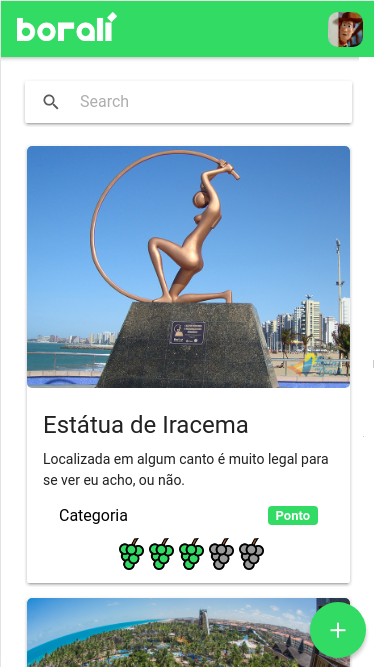 boralí
Search
Estátua de Iracema
Localizada em algum canto é muito legal para
se ver eu acho, ou não.
Categoria
Ponto